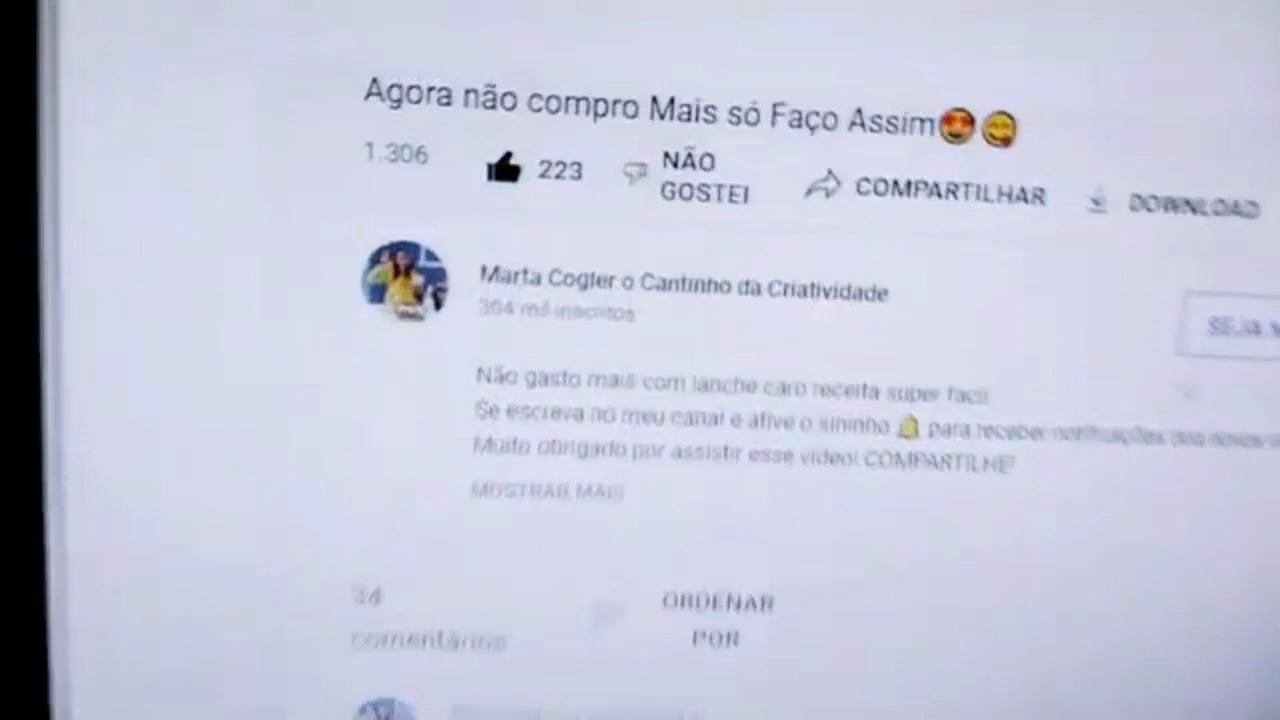 Agora não compro Mais só Faço Assim😍😋
1.306
223
NÃO
GOSTEI
COMPARTILHAR
DOWNLOAD
Marta Cogler o Cantinho da Criatividade
304 mil inscritos
SEJA
Não gasto mais com lanche caro receita super facil
Se escreva no meu canal e ative o sininho 🔔 para receber notificações dos novos
Muito obrigado por assistir esse video! COMPARTILHE
MOSTRAR MAIS
34
comentários
ORDENAR
POR